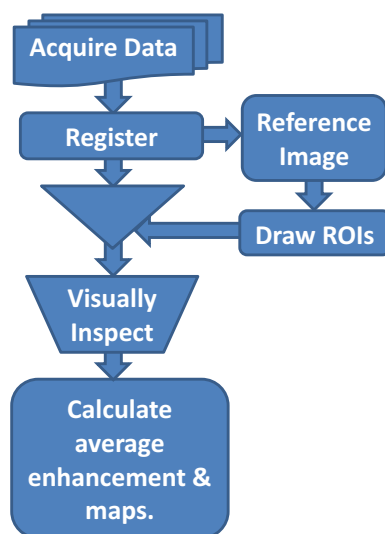 Acquire Data
Register
Reference
Image
Draw ROIs
Visually
Inspect
Calculate
average
enhancement &
maps.